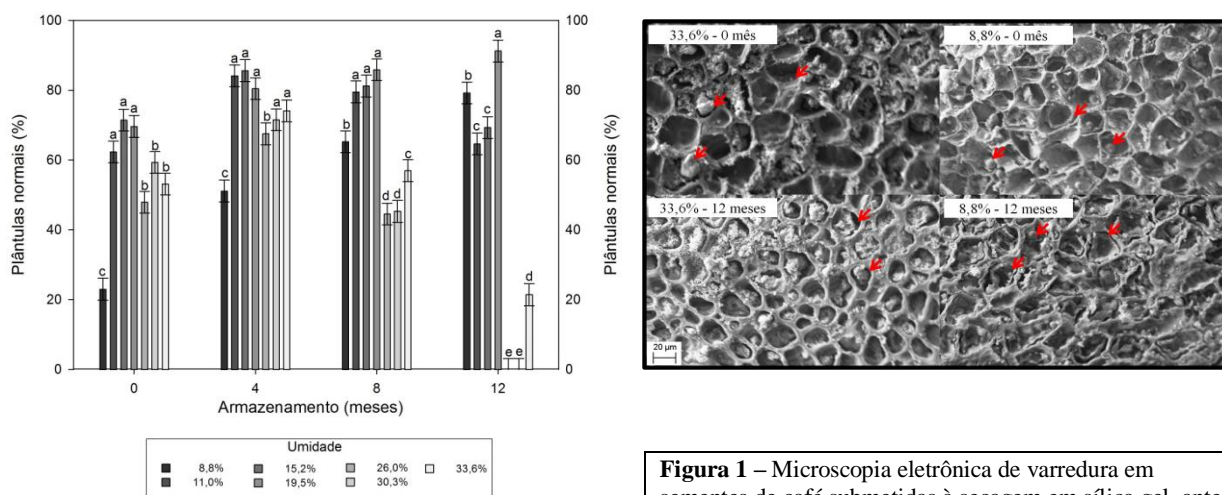 Plântulas normais (%)
100
80
60
40
20
0
c
a
a
a
b
b
b
c
a
a
a
b
a
a
b
a
a
a
d
d
c
b
c
c
a
e
e
d
100
80
60
40
20
0
Plântulas normais (%)
0
4
8
12
Armazenamento (meses)
Umidade
8,8%
15,2%
26,0%
33,6%
11,0%
19,5%
30,3%
33,6% - 0 mês
8,8% - 0 mês
33,6% - 12 meses
8,8% - 12 meses
20 µm
Figura 1 – Microscopia eletrônica de varredura em